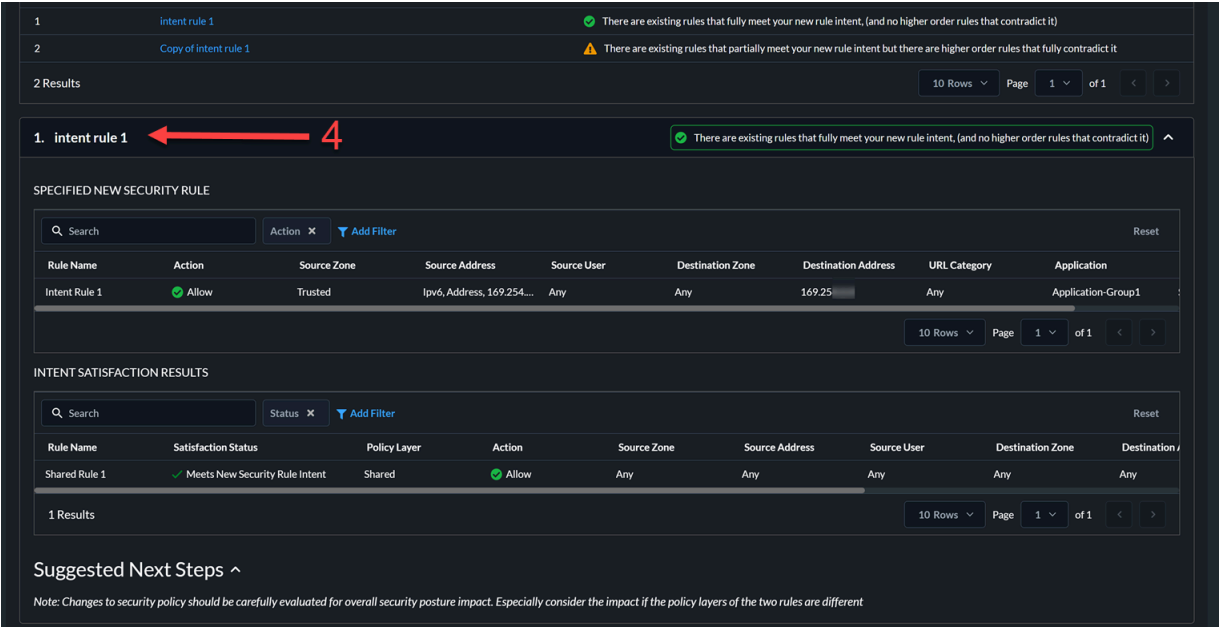 1 intent rule 1 There are existing rules that fully meet your new rule intent, (and no higher order rules that contradict it)
2 Copy of intent rule 1 There are existing rules that partially meet your new rule intent but there are higher order rules that fully contradict it
2 Results 10 Rows Page 1 of 1
1. intent rule 1 4 There are existing rules that fully meet your new rule intent, (and no higher order rules that contradict it)
SPECIFIED NEW SECURITY RULE
Search Action Add Filter Reset
Rule Name Action Source Zone Source Address Source User Destination Zone Destination Address URL Category Application
Intent Rule 1 Allow Trusted Ipv6, Address, 169.254.... Any Any 169.25 Any Application-Group1
10 Rows Page 1 of 1
INTENT SATISFACTION RESULTS
Search Status Add Filter Reset
Rule Name Satisfaction Status Policy Layer Action Source Zone Source Address Source User Destination Zone Destination
Shared Rule 1 Meets New Security Rule Intent Shared Allow Any Any Any Any Any
1 Results 10 Rows Page 1 of 1
Suggested Next Steps
Note: Changes to security policy should be carefully evaluated for overall security posture impact. Especially consider the impact if the policy layers of the two rules are different